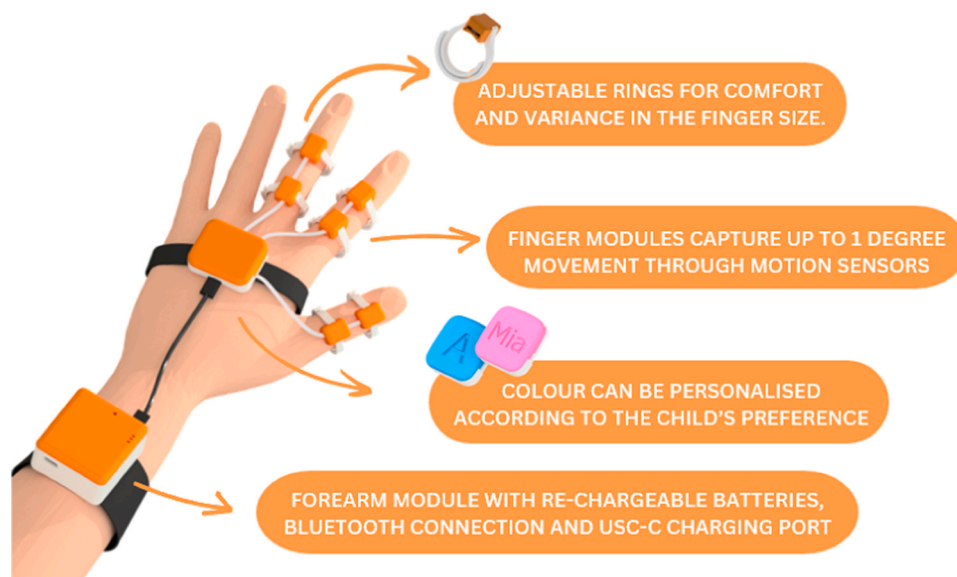 ADJUSTABLE RINGS FOR COMFORT
AND VARIANCE IN THE FINGER SIZE.
FINGER MODULES CAPTURE UP TO 1 DEGREE
MOVEMENT THROUGH MOTION SENSORS
A
Mia
COLOUR CAN BE PERSONALISED
ACCORDING TO THE CHILD'S PREFERENCE
FOREARM MODULE WITH RE-CHARGEABLE BATTERIES,
BLUETOOTH CONNECTION AND USC-C CHARGING PORT